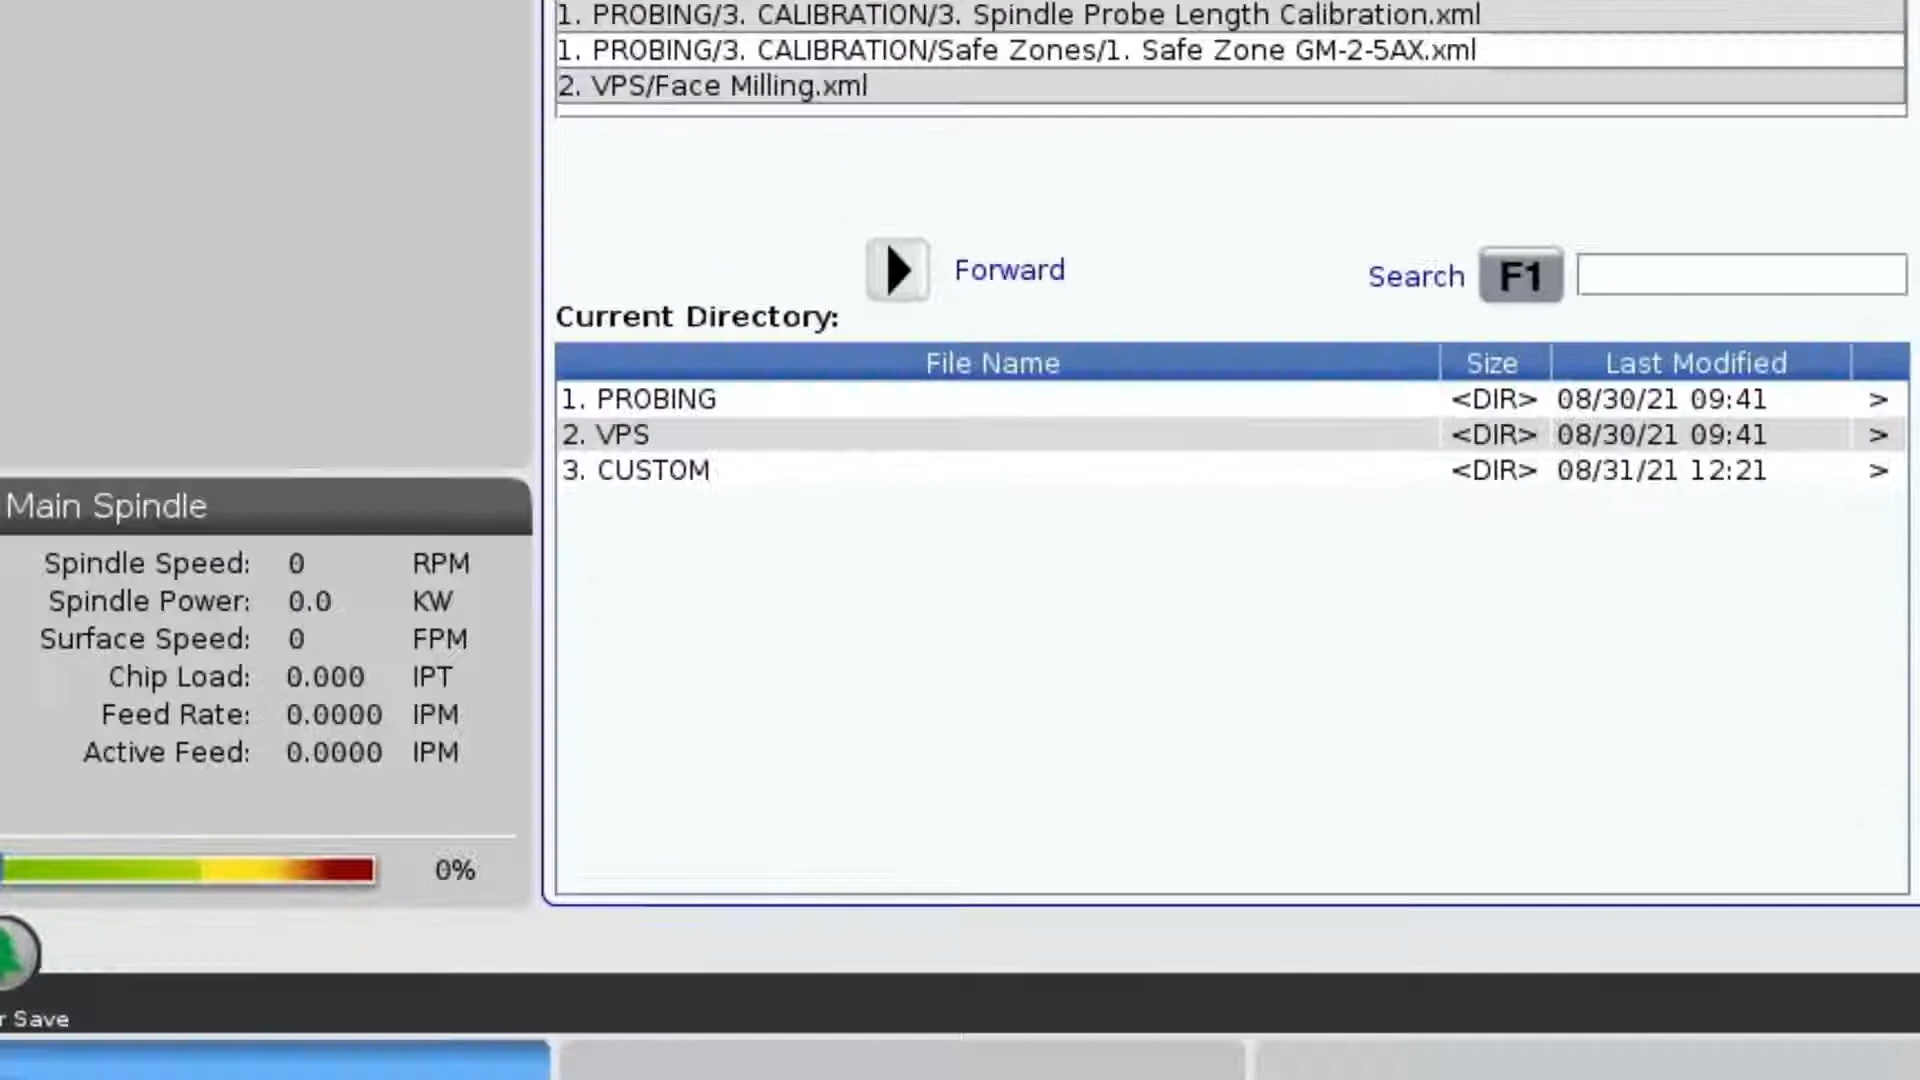 1. PROBING/3. CALIBRATION/3. Spindle Probe Length Calibration.xml
1. PROBING/3. CALIBRATION/Safe Zones/1. Safe Zone GM-2-5AX.xml
2. VPS/Face Milling.xml
Forward
Search F1
Current Directory:
File Name Size Last Modified
1. PROBING <DIR> 08/30/21 09:41 >
2. VPS <DIR> 08/30/21 09:41 >
3. CUSTOM <DIR> 08/31/21 12:21 >
Main Spindle
Spindle Speed: 0 RPM
Spindle Power: 0.0 KW
Surface Speed: 0 FPM
Chip Load: 0.000 IPT
Feed Rate: 0.0000 IPM
Active Feed: 0.0000 IPM
0%
r Save